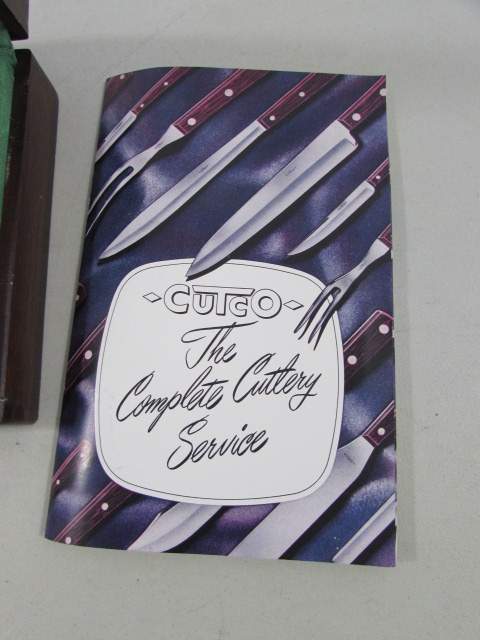 CUTCO
The
Complete Cutlery
Service